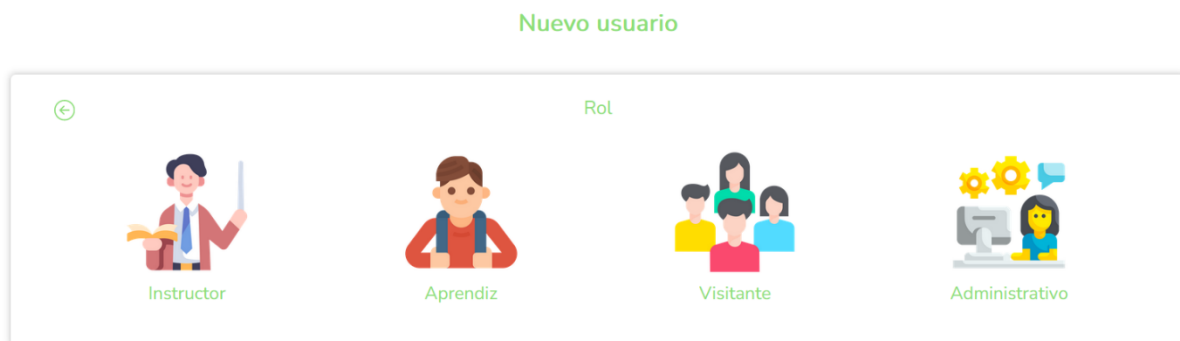 Nuevo usuario
Rol
Instructor
Aprendiz
Visitante
Administrativo